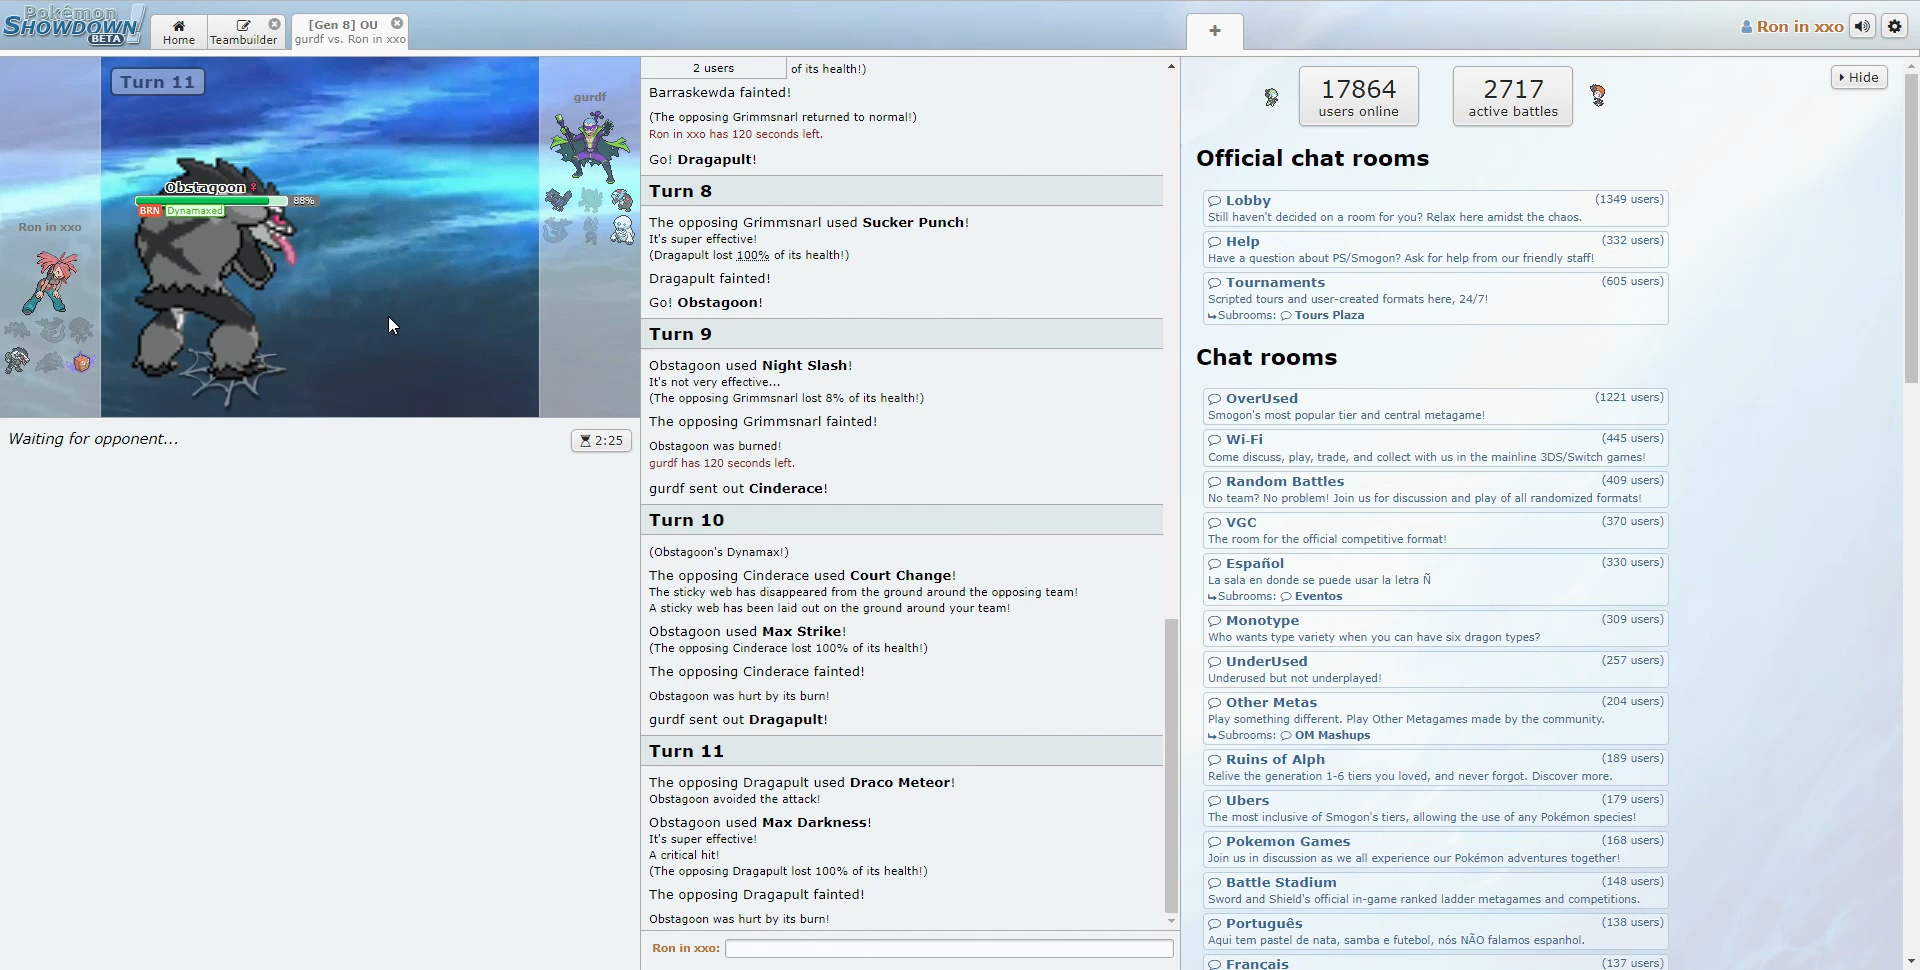 Pokémon
SHOWDOWN!
BETA
Home
Teambuilder
[Gen 8] OU
gurdf vs. Ron in xxo
+
Ron in xxo
Turn 11
Obstagoon ♀
88%
BRN Dynamaxed
Ron in xxo
gurdf
Waiting for opponent...
2:25
2 users
of its health!)
Barraskewda fainted!
(The opposing Grimmsnarl returned to normal!)
Ron in xxo has 120 seconds left.
Go! Dragapult!
Turn 8
The opposing Grimmsnarl used Sucker Punch!
It's super effective!
(Dragapult lost 100% of its health!)
Dragapult fainted!
Go! Obstagoon!
Turn 9
Obstagoon used Night Slash!
It's not very effective...
(The opposing Grimmsnarl lost 8% of its health!)
The opposing Grimmsnarl fainted!
Obstagoon was burned!
gurdf has 120 seconds left.
gurdf sent out Cinderace!
Turn 10
(Obstagoon's Dynamax!)
The opposing Cinderace used Court Change!
The sticky web has disappeared from the ground around the opposing team!
A sticky web has been laid out on the ground around your team!
Obstagoon used Max Strike!
(The opposing Cinderace lost 100% of its health!)
The opposing Cinderace fainted!
Obstagoon was hurt by its burn!
gurdf sent out Dragapult!
Turn 11
The opposing Dragapult used Draco Meteor!
Obstagoon avoided the attack!
Obstagoon used Max Darkness!
It's super effective!
A critical hit!
(The opposing Dragapult lost 100% of its health!)
The opposing Dragapult fainted!
Obstagoon was hurt by its burn!
Ron in xxo:
17864
users online
2717
active battles
Hide
Official chat rooms
Lobby (1349 users)
Still haven't decided on a room for you? Relax here amidst the chaos.
Help (332 users)
Have a question about PS/Smogon? Ask for help from our friendly staff!
Tournaments (605 users)
Scripted tours and user-created formats here, 24/7!
↳Subrooms: Tours Plaza
Chat rooms
OverUsed (1221 users)
Smogon's most popular tier and central metagame!
Wi-Fi (445 users)
Come discuss, play, trade, and collect with us in the mainline 3DS/Switch games!
Random Battles (409 users)
No team? No problem! Join us for discussion and play of all randomized formats!
VGC (370 users)
The room for the official competitive format!
Español (330 users)
La sala en donde se puede usar la letra Ñ
↳Subrooms: Eventos
Monotype (309 users)
Who wants type variety when you can have six dragon types?
UnderUsed (257 users)
Underused but not underplayed!
Other Metas (204 users)
Play something different. Play Other Metagames made by the community.
↳Subrooms: OM Mashups
Ruins of Alph (189 users)
Relive the generation 1-6 tiers you loved, and never forgot. Discover more.
Ubers (179 users)
The most inclusive of Smogon's tiers, allowing the use of any Pokémon species!
Pokemon Games (168 users)
Join us in discussion as we all experience our Pokémon adventures together!
Battle Stadium (148 users)
Sword and Shield's official in-game ranked ladder metagames and competitions.
Português (138 users)
Aqui tem pastel de nata, samba e futebol, nós NÃO falamos espanhol.
Français (137 users)